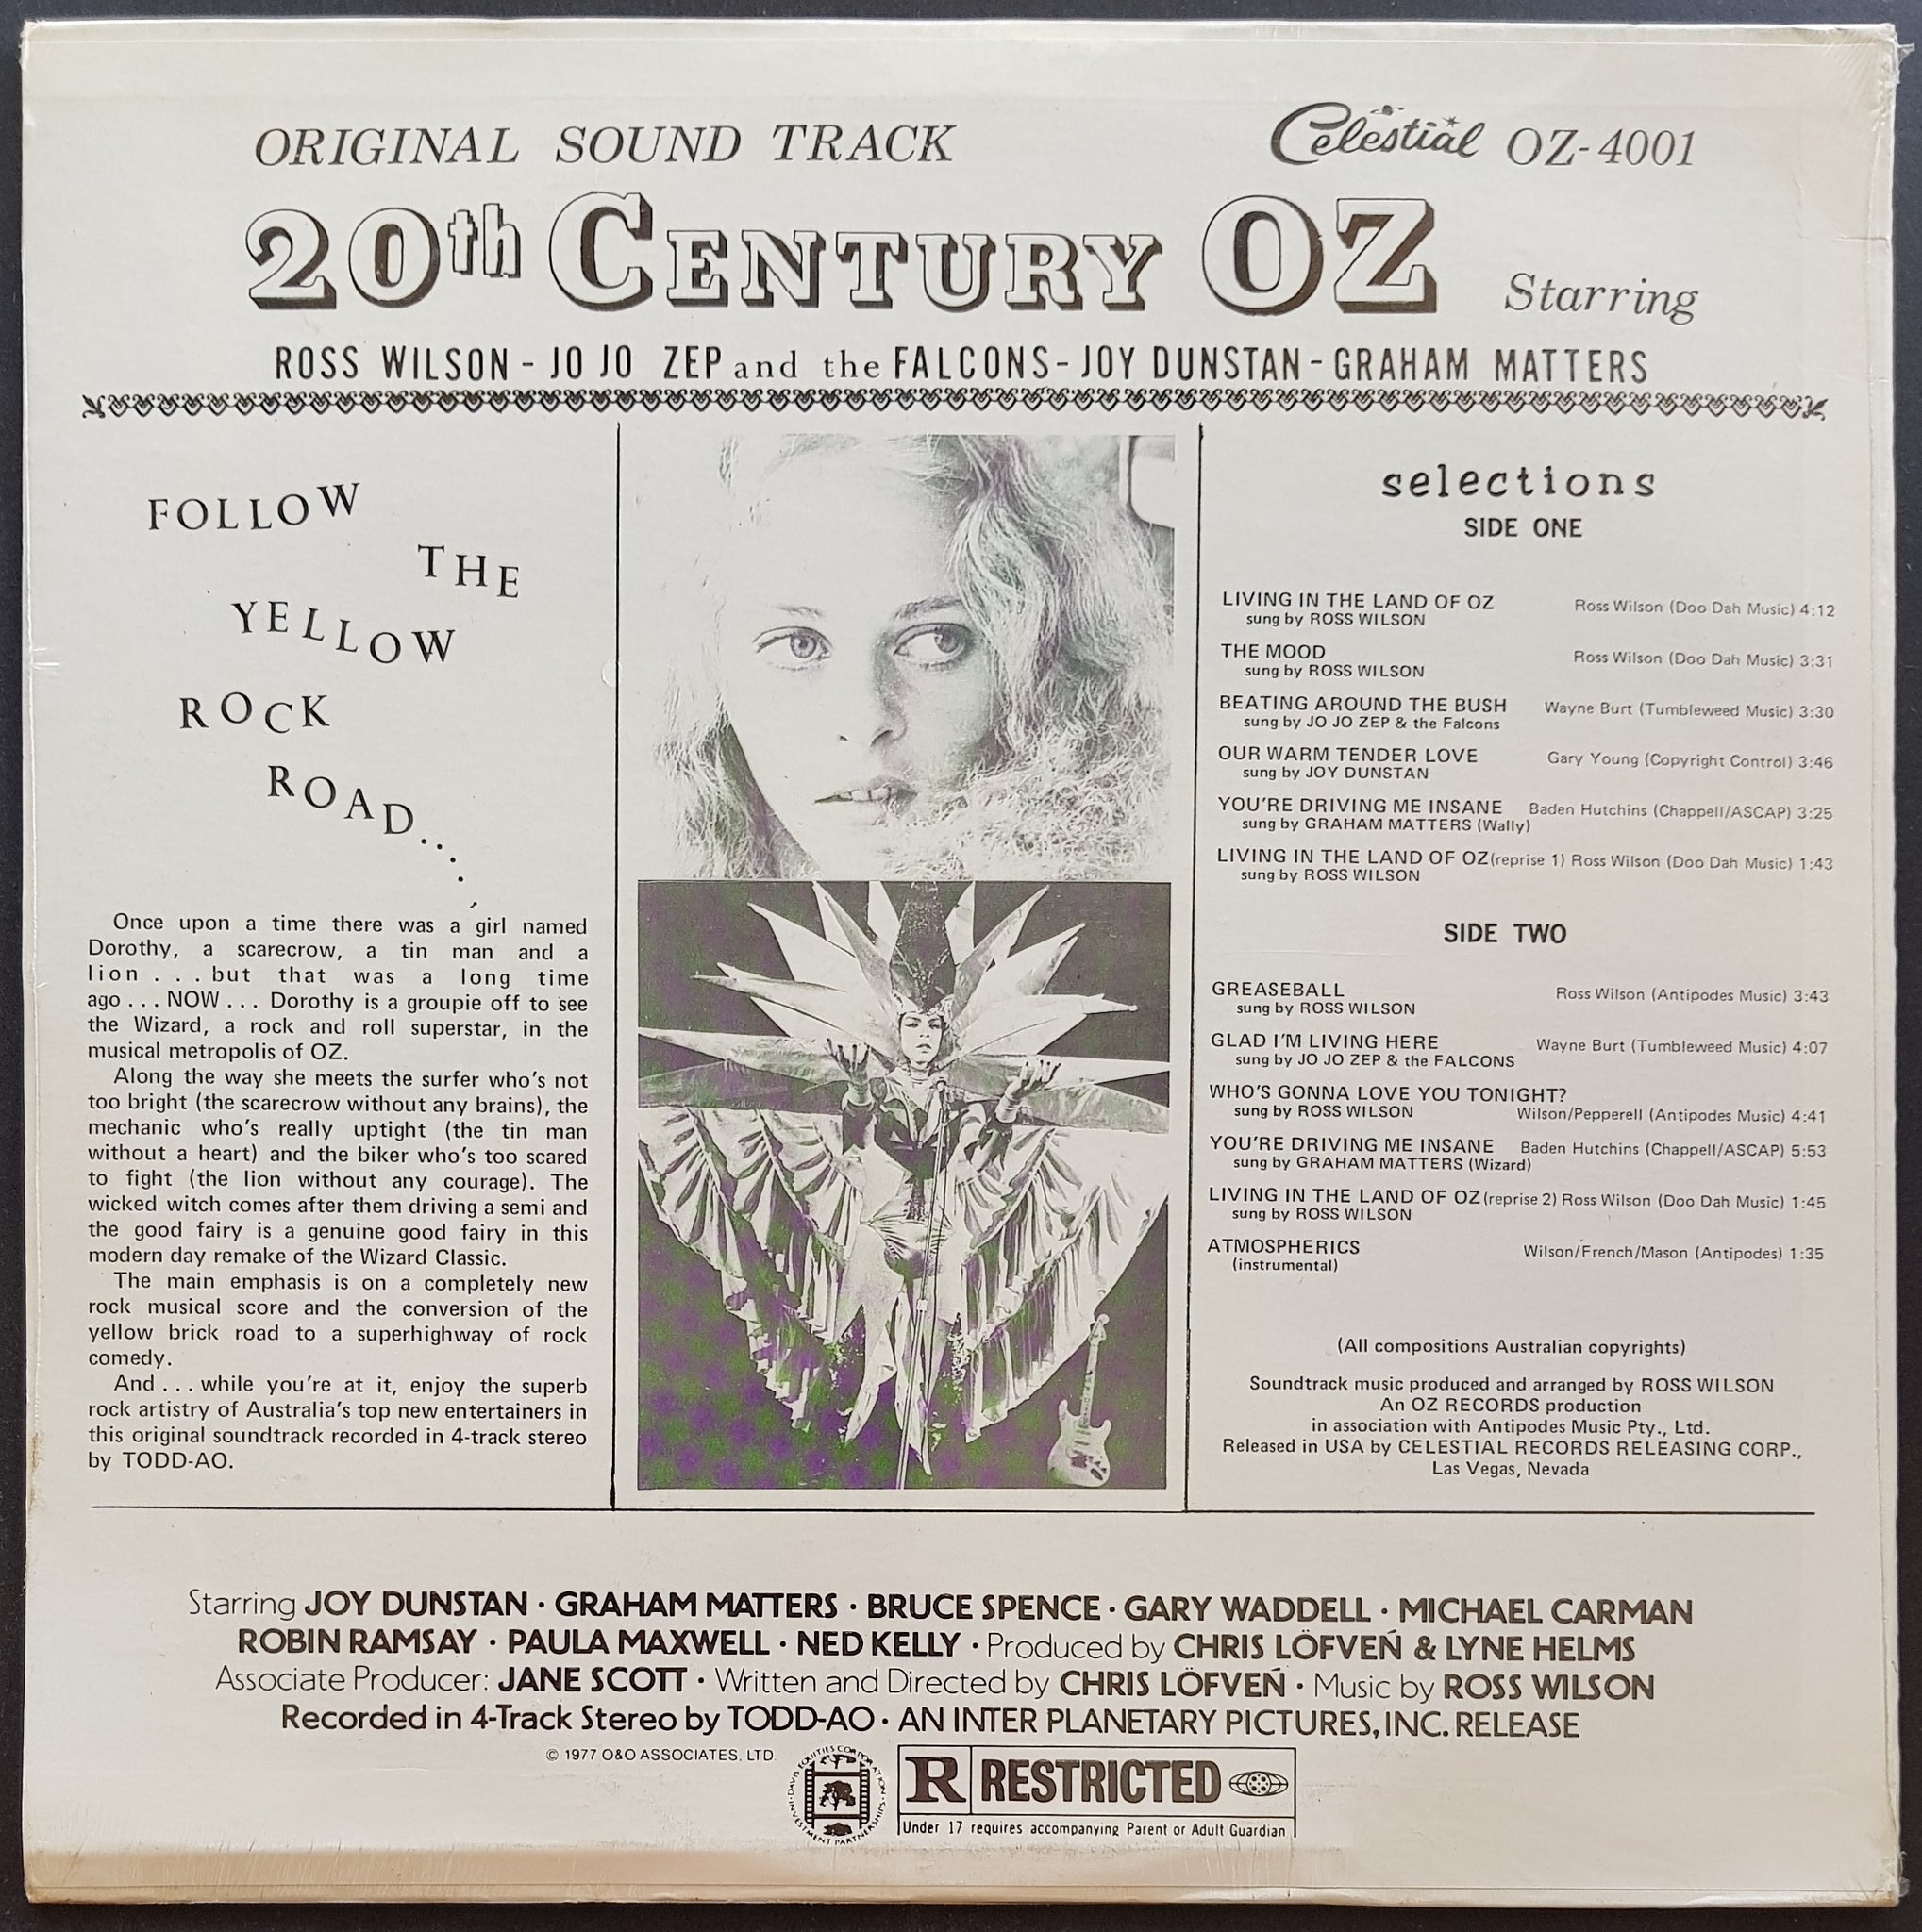 ORIGINAL SOUND TRACK
Celestial OZ-4001
20th CENTURY OZ Starring
ROSS WILSON - JO JO ZEP and the FALCONS - JOY DUNSTAN - GRAHAM MATTERS
FOLLOW
THE
YELLOW
ROCK
ROAD......
Once upon a time there was a girl named
Dorothy, a scarecrow, a tin man and a
lion . . . but that was a long time
ago . . . NOW . . . Dorothy is a groupie off to see
the Wizard, a rock and roll superstar, in the
musical metropolis of OZ.
Along the way she meets the surfer who's not
too bright (the scarecrow without any brains), the
mechanic who's really uptight (the tin man
without a heart) and the biker who's too scared
to fight (the lion without any courage). The
wicked witch comes after them driving a semi and
the good fairy is a genuine good fairy in this
modern day remake of the Wizard Classic.
The main emphasis is on a completely new
rock musical score and the conversion of the
yellow brick road to a superhighway of rock
comedy.
And . . . while you're at it, enjoy the superb
rock artistry of Australia's top new entertainers in
this original soundtrack recorded in 4-track stereo
by TODD-AO.
selections
SIDE ONE
LIVING IN THE LAND OF OZ Ross Wilson (Doo Dah Music) 4:12
sung by ROSS WILSON
THE MOOD Ross Wilson (Doo Dah Music) 3:31
sung by ROSS WILSON
BEATING AROUND THE BUSH Wayne Burt (Tumbleweed Music) 3:30
sung by JO JO ZEP & the Falcons
OUR WARM TENDER LOVE Gary Young (Copyright Control) 3:46
sung by JOY DUNSTAN
YOU'RE DRIVING ME INSANE Baden Hutchins (Chappell/ASCAP) 3:25
sung by GRAHAM MATTERS (Wally)
LIVING IN THE LAND OF OZ (reprise 1) Ross Wilson (Doo Dah Music) 1:43
sung by ROSS WILSON
SIDE TWO
GREASEBALL Ross Wilson (Antipodes Music) 3:43
sung by ROSS WILSON
GLAD I'M LIVING HERE Wayne Burt (Tumbleweed Music) 4:07
sung by JO JO ZEP & the FALCONS
WHO'S GONNA LOVE YOU TONIGHT?
sung by ROSS WILSON Wilson/Pepperell (Antipodes Music) 4:41
YOU'RE DRIVING ME INSANE Baden Hutchins (Chappell/ASCAP) 5:53
sung by GRAHAM MATTERS (Wizard)
LIVING IN THE LAND OF OZ (reprise 2) Ross Wilson (Doo Dah Music) 1:45
sung by ROSS WILSON
ATMOSPHERICS Wilson/French/Mason (Antipodes) 1:35
(instrumental)
(All compositions Australian copyrights)
Soundtrack music produced and arranged by ROSS WILSON
An OZ RECORDS production
in association with Antipodes Music Pty., Ltd.
Released in USA by CELESTIAL RECORDS RELEASING CORP.,
Las Vegas, Nevada
Starring JOY DUNSTAN · GRAHAM MATTERS · BRUCE SPENCE · GARY WADDELL · MICHAEL CARMAN
ROBIN RAMSAY · PAULA MAXWELL · NED KELLY · Produced by CHRIS LÖFVEŃ & LYNE HELMS
Associate Producer: JANE SCOTT · Written and Directed by CHRIS LÖFVEŃ · Music by ROSS WILSON
Recorded in 4-Track Stereo by TODD-AO · AN INTER PLANETARY PICTURES, INC. RELEASE
© 1977 O&O ASSOCIATES, LTD.
DAVIS EQUITIES CORPORATION
INVESTMENT PARTNERSHIPS
R RESTRICTED
Under 17 requires accompanying Parent or Adult Guardian